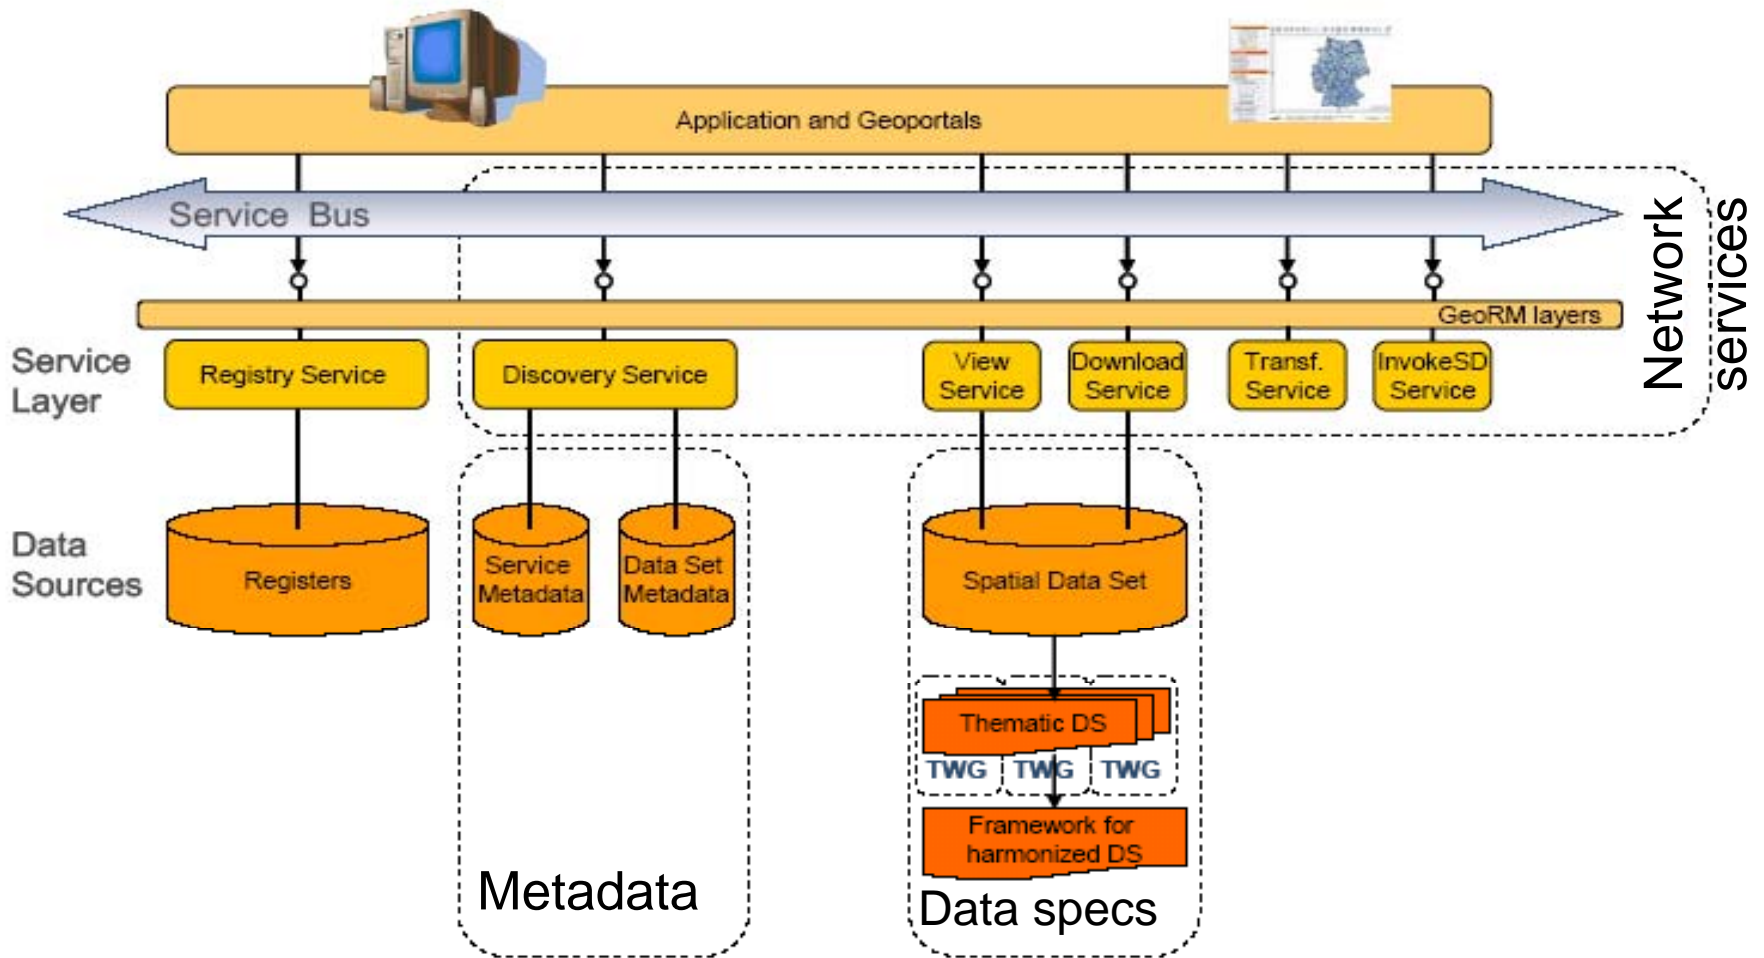 Application and Geoportals
Service Bus
Network
services
GeoRM layers
Service
Layer
Registry Service
Discovery Service
View
Service
Download
Service
Transf.
Service
InvokeSD
Service
Data
Sources
Registers
Service
Metadata
Data Set
Metadata
Spatial Data Set
Thematic DS
TWG TWG TWG
Framework for
harmonized DS
Metadata
Data specs